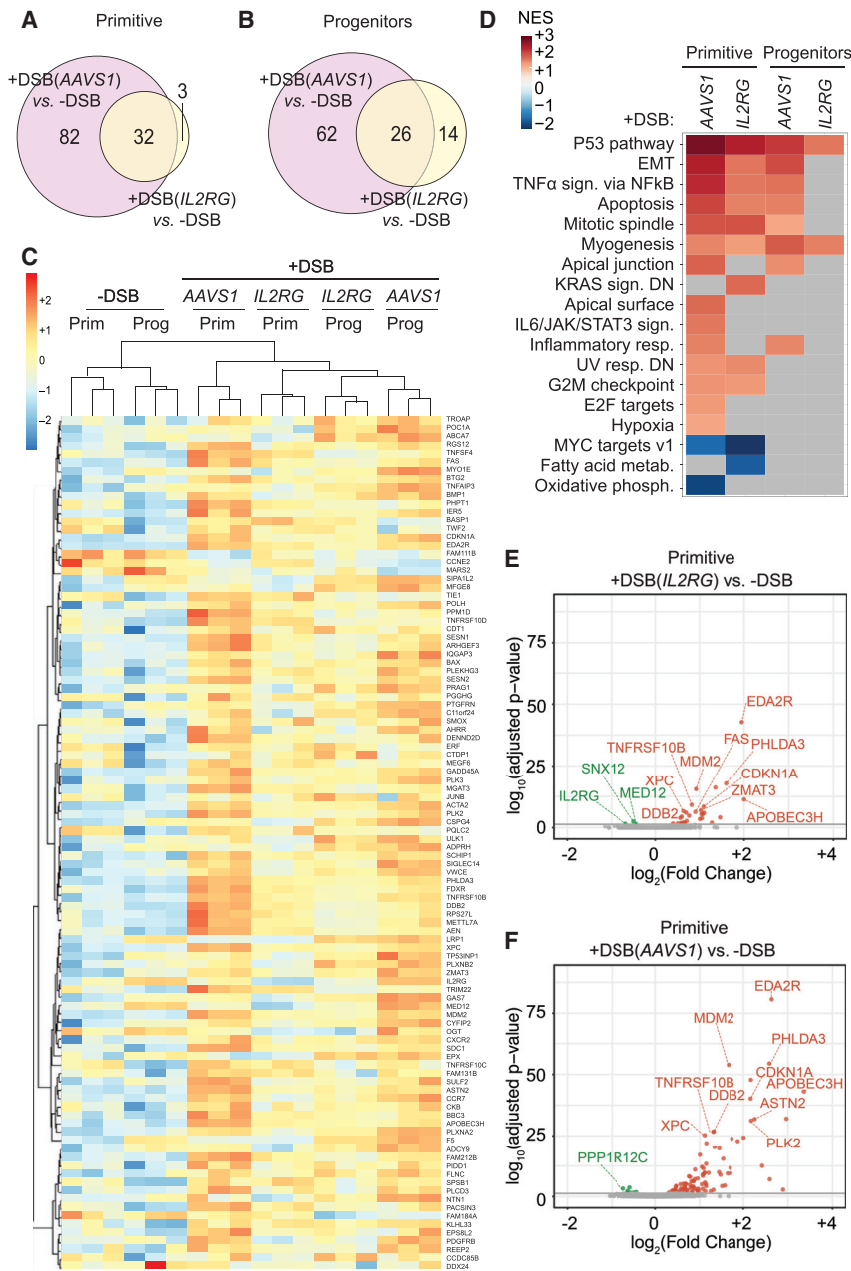 A
Primitive
+DSB(AAVS1)
vs. -DSB
3
82
32
+DSB(IL2RG)
vs. -DSB
B
Progenitors
+DSB(AAVS1)
vs. -DSB
62
26
14
+DSB(IL2RG)
vs. -DSB
C
+2
+1
0
−1
−2
+DSB
-DSB
AAVS1
IL2RG
IL2RG
AAVS1
Prim
Prog
Prim
Prim
Prog
Prog
TROAP
POC1A
ABCA7
RGS12
TNFSF4
FAS
MYO1E
BTG2
TNFAIP3
BMP1
PHPT1
IER5
BASP1
TWF2
CDKN1A
EDA2R
FAM111B
CCNE2
MARS2
SIPA1L2
MFGE8
TIE1
POLH
PPM1D
TNFRSF10D
CDT1
SESN1
ARHGEF3
IQGAP3
BAX
PLEKHG3
SESN2
PRAG1
PGGHG
PTGFRN
C11orf24
SMOX
AHRR
DENND2D
ERF
CTDP1
MEGF6
GADD45A
PLK3
MGAT3
JUNB
ACTA2
PLK2
CSPG4
PQLC2
ULK1
ADPRH
SCHIP1
SIGLEC14
VWCE
PHLDA3
FDXR
TNFRSF10B
DDB2
RPS27L
METTL7A
AEN
LRP1
XPC
TP53INP1
PLXNB2
ZMAT3
IL2RG
TRIM22
GAS7
MED12
MDM2
CYFIP2
OGT
CXCR2
SDC1
EPX
TNFRSF10C
FAM131B
SULF2
ASTN2
CCR7
CKB
BBC3
APOBEC3H
PLXNA2
F5
ADCY9
FAM212B
PIDD1
FLNC
SPSB1
PLCD3
NTN1
PACSIN3
FAM184A
KLHL33
EPS8L2
PDGFRB
REEP2
CCDC85B
DDX24
D
NES
+3
+2
+1
0
−1
−2
Primitive
Progenitors
+DSB:
AAVS1
IL2RG
AAVS1
IL2RG
P53 pathway
EMT
TNFα sign. via NFkB
Apoptosis
Mitotic spindle
Myogenesis
Apical junction
KRAS sign. DN
Apical surface
IL6/JAK/STAT3 sign.
Inflammatory resp.
UV resp. DN
G2M checkpoint
E2F targets
Hypoxia
MYC targets v1
Fatty acid metab.
Oxidative phosph.
E
Primitive
+DSB(IL2RG) vs. -DSB
log10(adjusted p-value)
75
50
25
0
EDA2R
FAS
PHLDA3
TNFRSF10B
MDM2
CDKN1A
XPC
ZMAT3
DDB2
APOBEC3H
SNX12
MED12
IL2RG
-2
0
+2
+4
log2(Fold Change)
F
Primitive
+DSB(AAVS1) vs. -DSB
log10(adjusted p-value)
75
50
25
0
EDA2R
MDM2
PHLDA3
CDKN1A
APOBEC3H
TNFRSF10B
DDB2
ASTN2
XPC
PLK2
PPP1R12C
-2
0
+2
+4
log2(Fold Change)